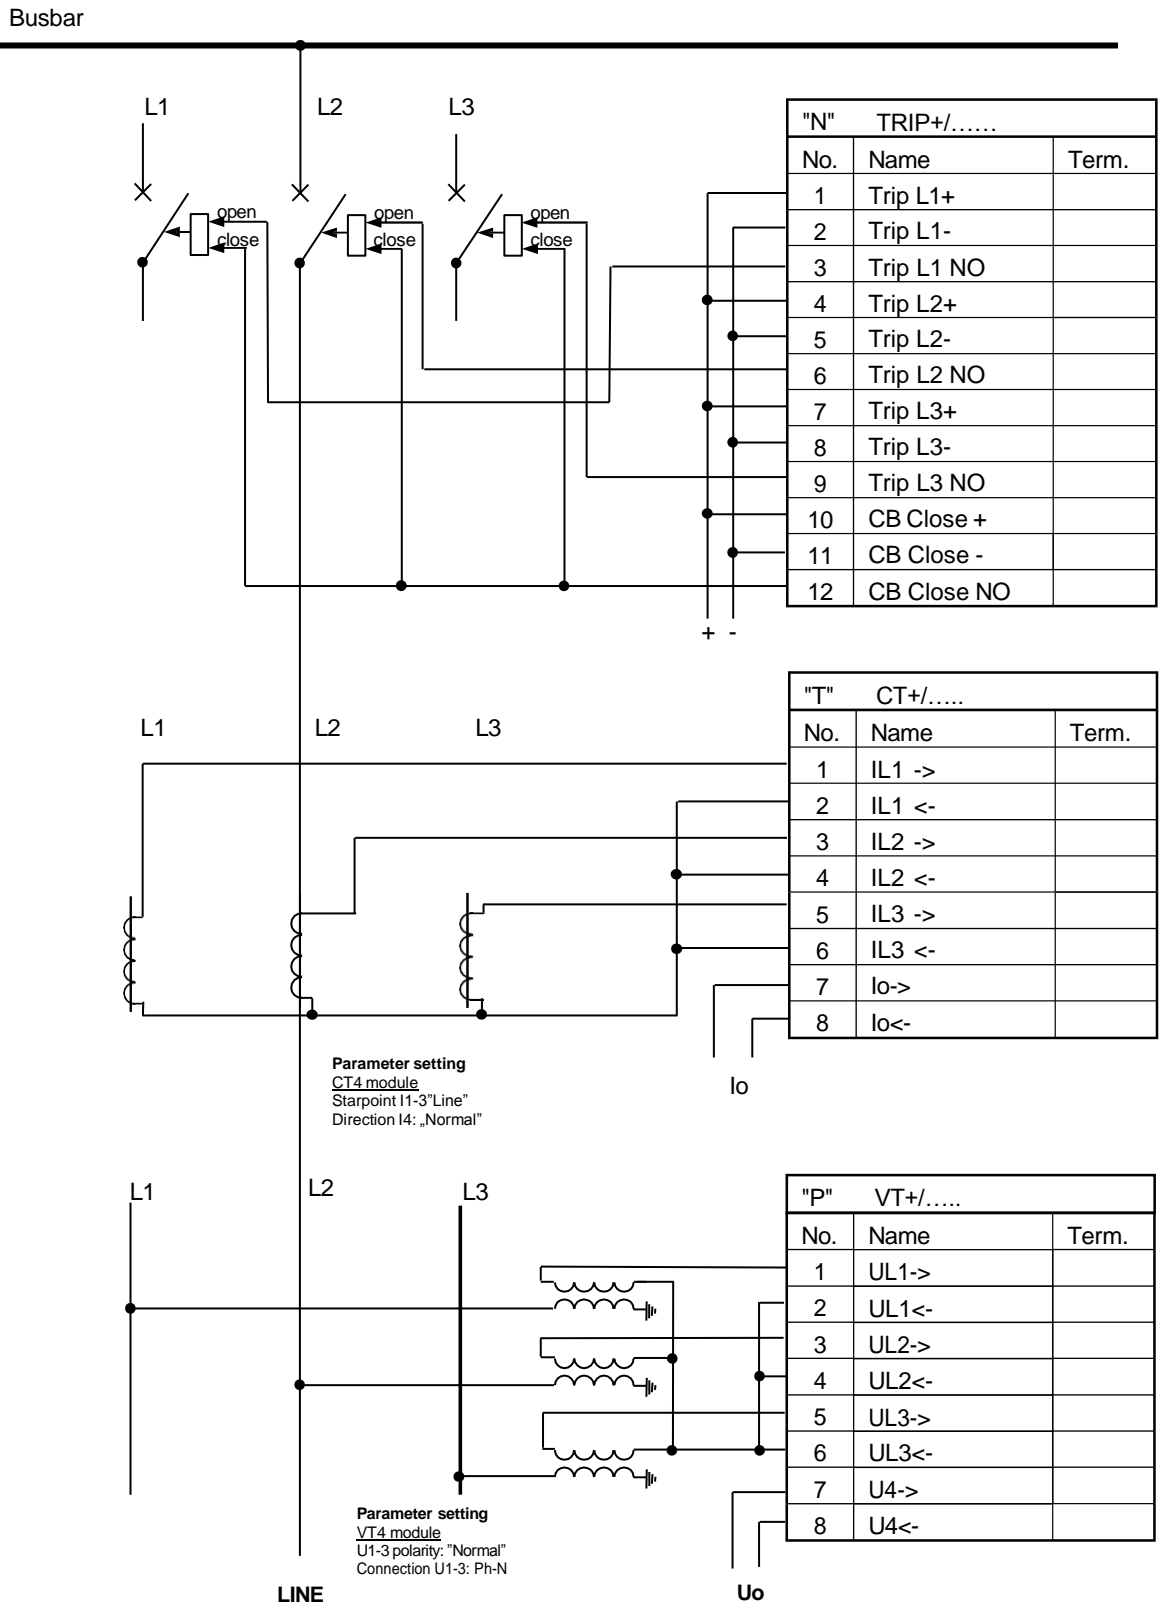 Busbar
L1 L2 L3
open open open
close close close
"N" TRIP+/……
No. Name Term.
1 Trip L1+
2 Trip L1-
3 Trip L1 NO
4 Trip L2+
5 Trip L2-
6 Trip L2 NO
7 Trip L3+
8 Trip L3-
9 Trip L3 NO
10 CB Close +
11 CB Close -
12 CB Close NO
+ -
L1 L2 L3
"T" CT+/…..
No. Name Term.
1 IL1 ->
2 IL1 <-
3 IL2 ->
4 IL2 <-
5 IL3 ->
6 IL3 <-
7 Io->
8 Io<-
Io
Parameter setting
CT4 module
Starpoint I1-3”Line”
Direction I4: „Normal”
L1 L2 L3
"P" VT+/…..
No. Name Term.
1 UL1->
2 UL1<-
3 UL2->
4 UL2<-
5 UL3->
6 UL3<-
7 U4->
8 U4<-
Parameter setting
VT4 module
U1-3 polarity: ”Normal”
Connection U1-3: Ph-N
LINE
Uo